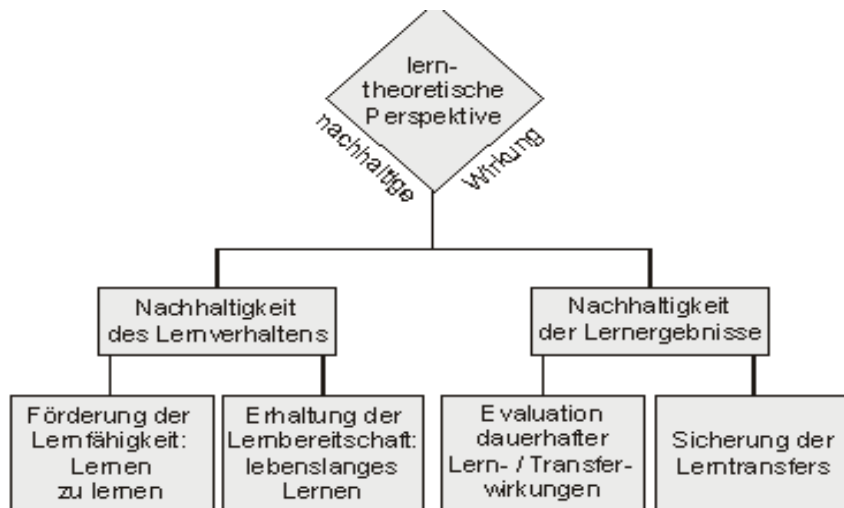 lern-
theoretische
Perspektive
nachhaltige
Wirkung
Nachhaltigkeit
des Lernverhaltens
Nachhaltigkeit
der Lernergebnisse
Förderung der
Lernfähigkeit:
Lernen
zu lernen
Erhaltung der
Lernbereitschaft:
lebenslanges
Lernen
Evaluation
dauerhafter
Lern- / Transfer-
wirkungen
Sicherung der
Lerntransfers